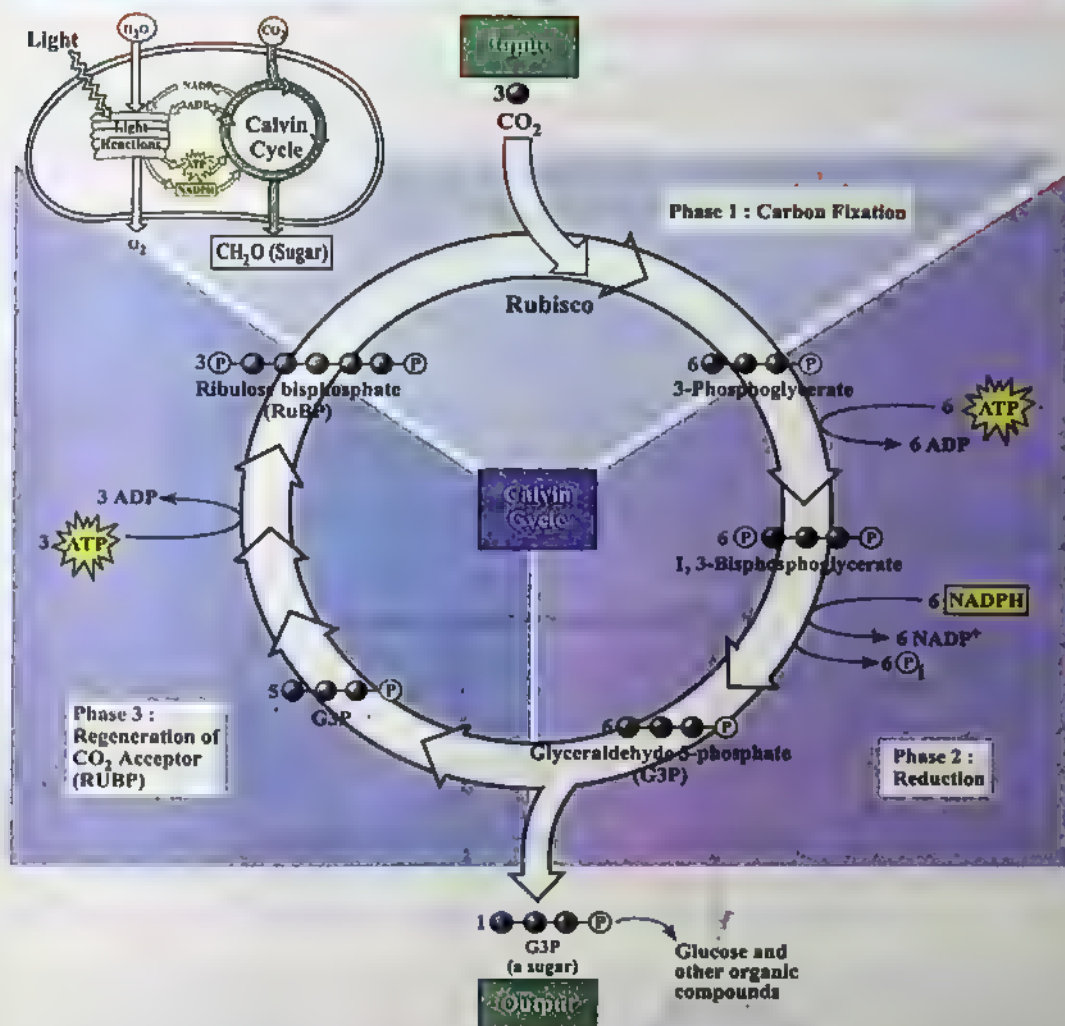 Light
H₂O
CO₂
NADP
ADP
Light
Reactions
Calvin
Cycle
ATP
NADPH
O₂
CH₂O (Sugar)
3
CO₂
Phase 1 : Carbon Fixation
Rubisco
3 P P
Ribulose bisphosphate
(RuBP)
6 P
3-Phosphoglycerate
6 ATP
6 ADP
3 ADP
3 ATP
Calvin
Cycle
6 P P
1, 3-Bisphosphoglycerate
6 NADPH
6 NADP⁺
6 Pi
5 P
G3P
6 P
Glyceraldehyde 3-phosphate
(G3P)
Phase 3 :
Regeneration of
CO₂ Acceptor
(RUBP)
Phase 2 :
Reduction
1 P
G3P
(a sugar)
Glucose and
other organic
compounds
Output